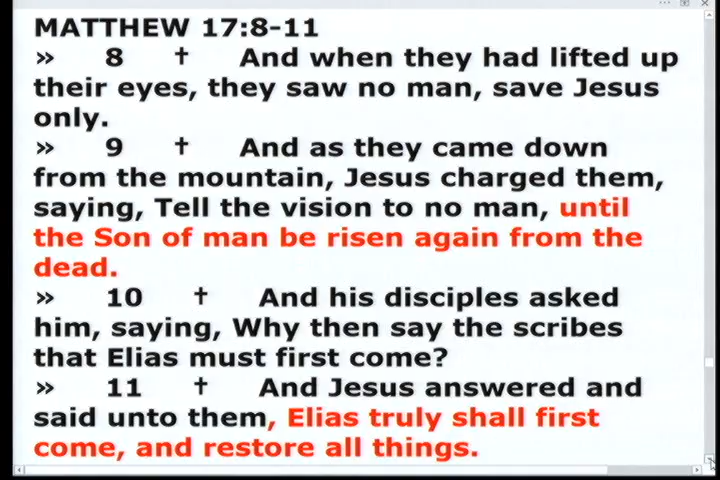 MATTHEW 17:8-11
» 8 ✝ And when they had lifted up
their eyes, they saw no man, save Jesus
only.
» 9 ✝ And as they came down
from the mountain, Jesus charged them,
saying, Tell the vision to no man, until
the Son of man be risen again from the
dead.
» 10 ✝ And his disciples asked
him, saying, Why then say the scribes
that Elias must first come?
» 11 ✝ And Jesus answered and
said unto them, Elias truly shall first
come, and restore all things.